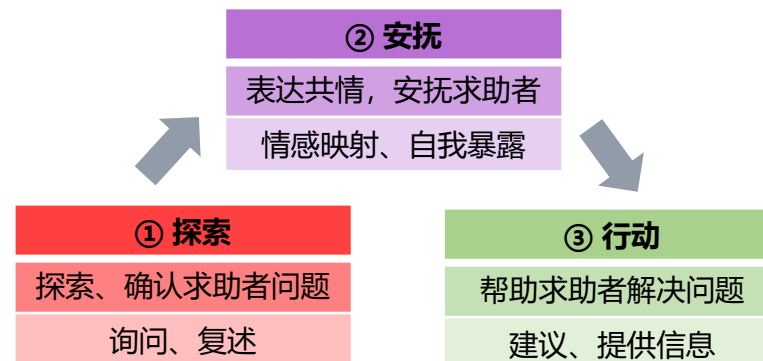 ② 安抚
表达共情，安抚求助者
情感映射、自我暴露
① 探索
探索、确认求助者问题
询问、复述
③ 行动
帮助求助者解决问题
建议、提供信息